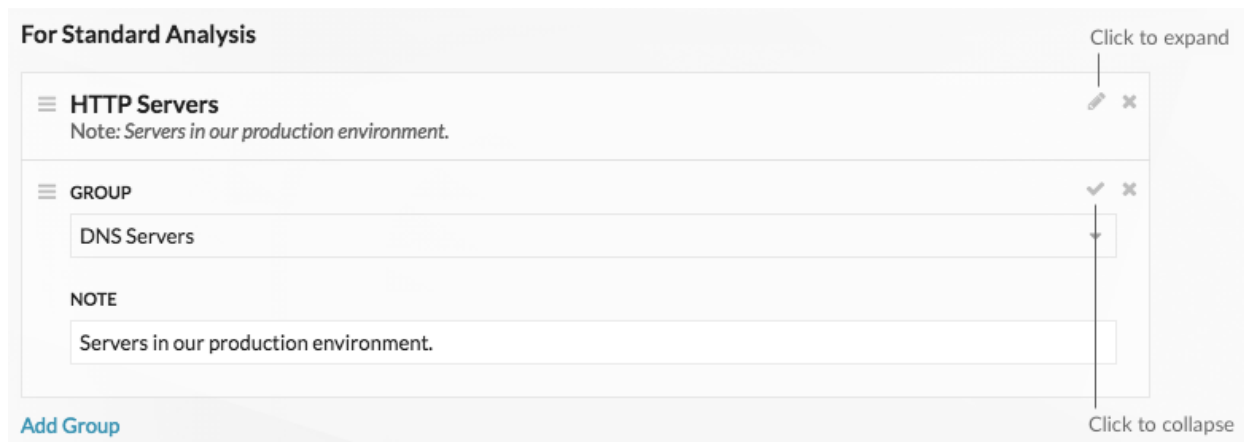 For Standard Analysis
Click to expand
HTTP Servers
Note: Servers in our production environment.
GROUP
DNS Servers
NOTE
Servers in our production environment.
Add Group
Click to collapse